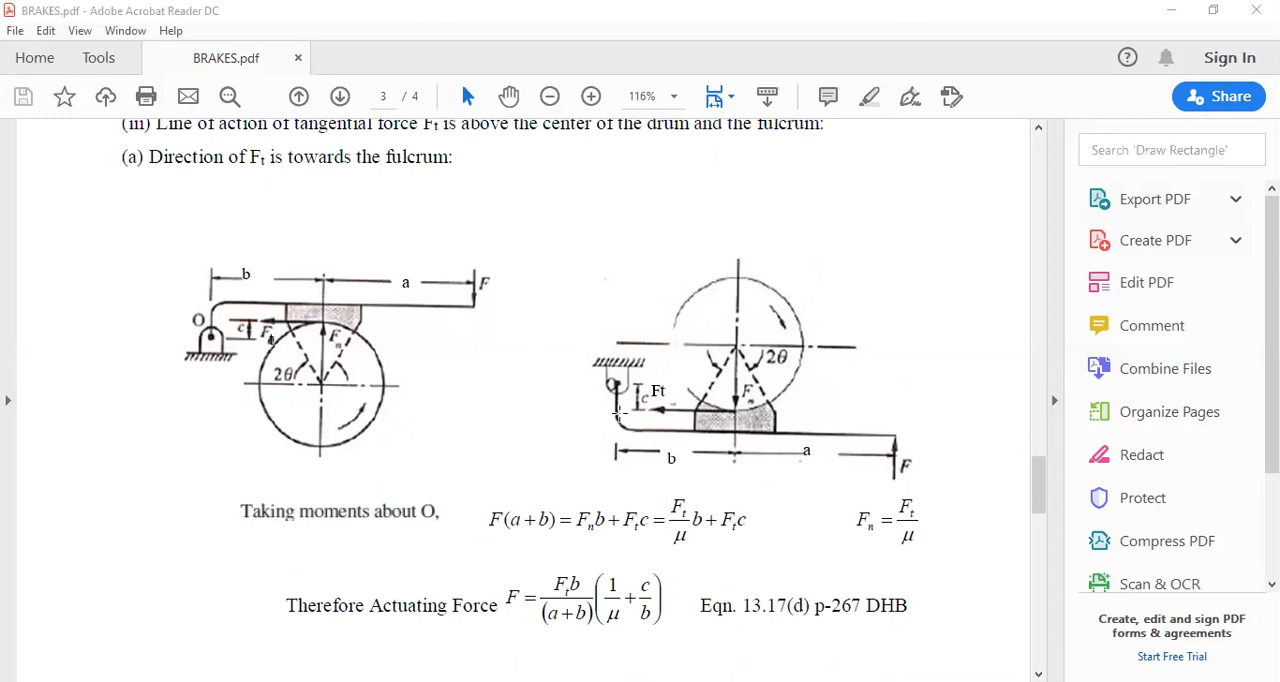 BRAKES.pdf - Adobe Acrobat Reader DC
File Edit View Window Help
Home Tools BRAKES.pdf × Sign In
3 / 4 116% Share
(iii) Line of action of tangential force Fₜ is above the center of the drum and the fulcrum:
(a) Direction of Fₜ is towards the fulcrum:
b a F
O c Fₙ
2θ
2θ
O c Ft Fₙ
b a F
Taking moments about O, F(a+b) = Fₙb + Fₜc = Fₜ/μ b + Fₜc Fₙ = Fₜ/μ
Therefore Actuating Force F = Fₜb/(a+b) (1/μ + c/b) Eqn. 13.17(d) p-267 DHB
Search 'Draw Rectangle'
Export PDF
Create PDF
Edit PDF
Comment
Combine Files
Organize Pages
Redact
Protect
Compress PDF
Scan & OCR
Create, edit and sign PDF
forms & agreements
Start Free Trial